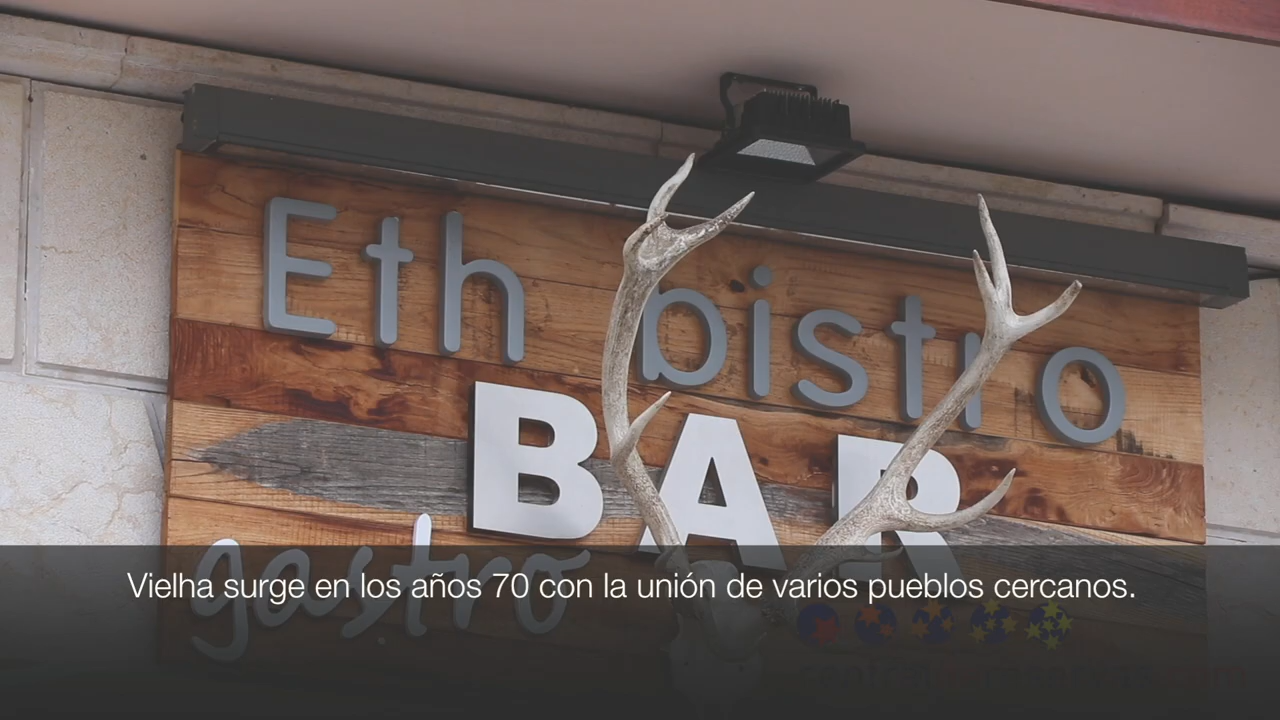 Eth bistro
BAR
gastro
Vielha surge en los años 70 con la unión de varios pueblos cercanos.